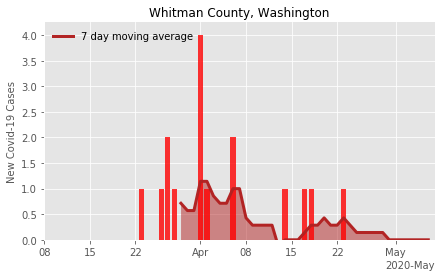 Whitman County, Washington
7 day moving average
New Covid-19 Cases
4.0
3.5
3.0
2.5
2.0
1.5
1.0
0.5
0.0
08 15 22 Apr 08 15 22 May
2020-May